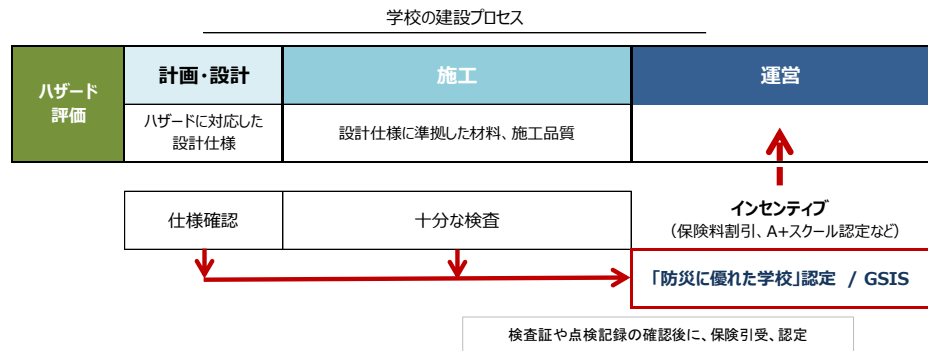 学校の建設プロセス
ハザード
評価
計画・設計
施工
運営
ハザードに対応した
設計仕様
設計仕様に準拠した材料、施工品質
仕様確認
十分な検査
インセンティブ
（保険料割引、A+スクール認定など）
「防災に優れた学校」認定 / GSIS
検査証や点検記録の確認後に、保険引受、認定